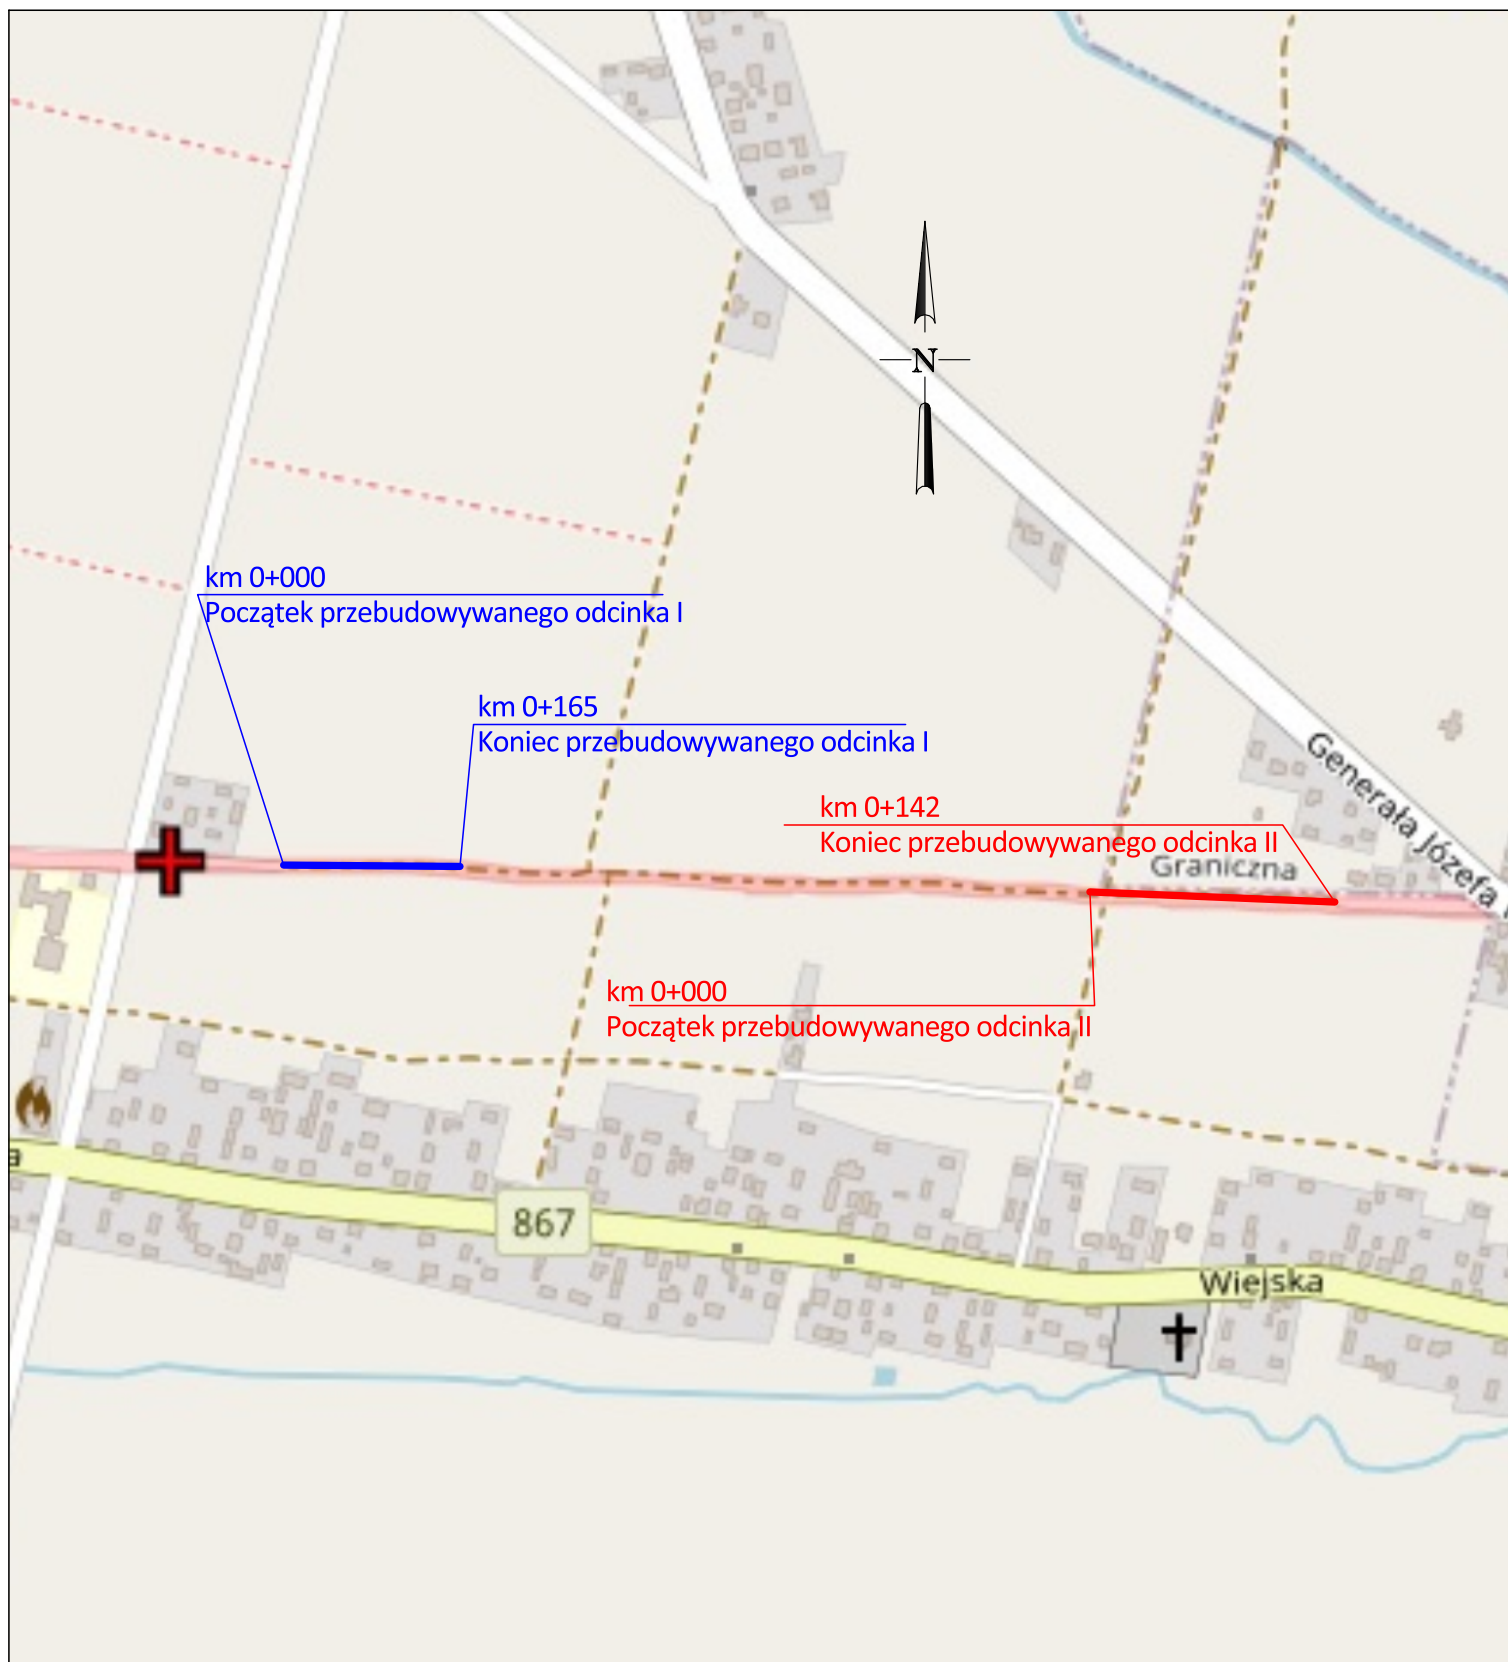 N
km 0+000
Początek przebudowywanego odcinka I
km 0+165
Koniec przebudowywanego odcinka I
Generała Józefa
km 0+142
Koniec przebudowywanego odcinka II
Graniczna
km 0+000
Początek przebudowywanego odcinka II
a
867
Wiejska